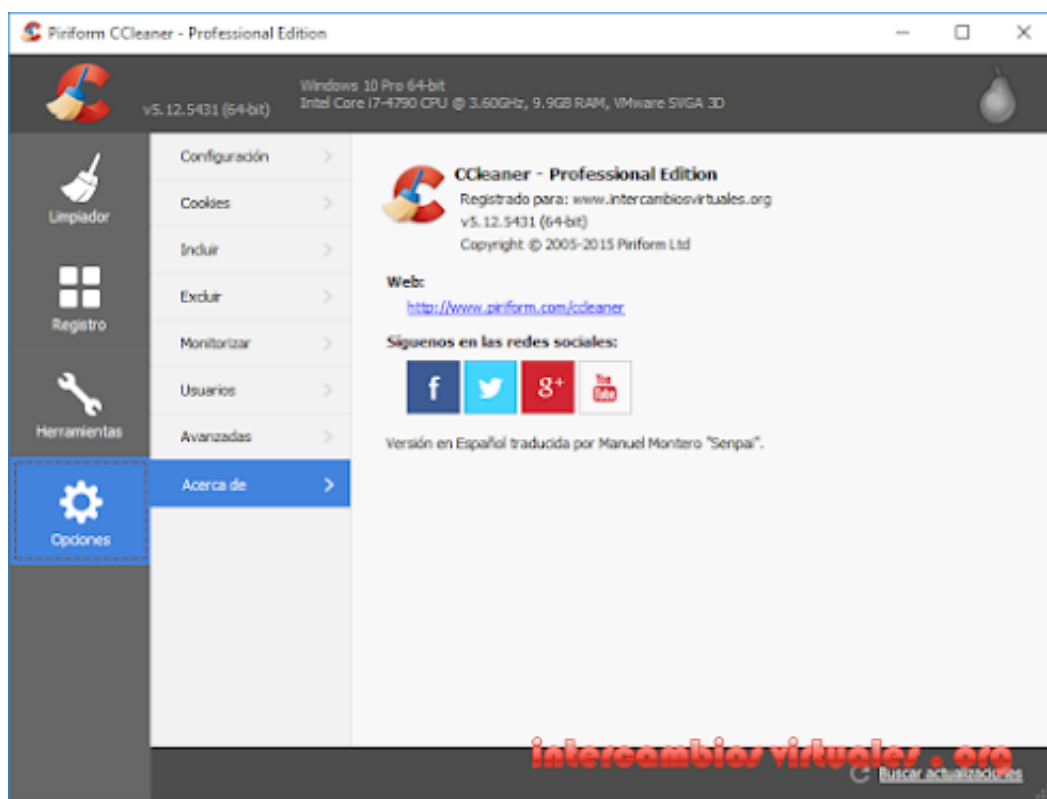 Piriform CCleaner - Professional Edition
v5.12.5431 (64-bit)
Windows 10 Pro 64-bit
Intel Core i7-4790 CPU @ 3.60GHz, 9.9GB RAM, VMware SVGA 3D
Limpiador
Registro
Herramientas
Opciones
Configuración
Cookies
Incluir
Excluir
Monitorizar
Usuarios
Avanzadas
Acerca de
CCleaner - Professional Edition
Registrado para: www.intercambiosvirtuales.org
v5.12.5431 (64-bit)
Copyright © 2005-2015 Piriform Ltd
Web:
http://www.piriform.com/ccleaner
Síguenos en las redes sociales:
f
8+
You Tube
Versión en Español traducida por Manuel Montero "Senpai".
intercambios virtuales . org
Buscar actualizaciones